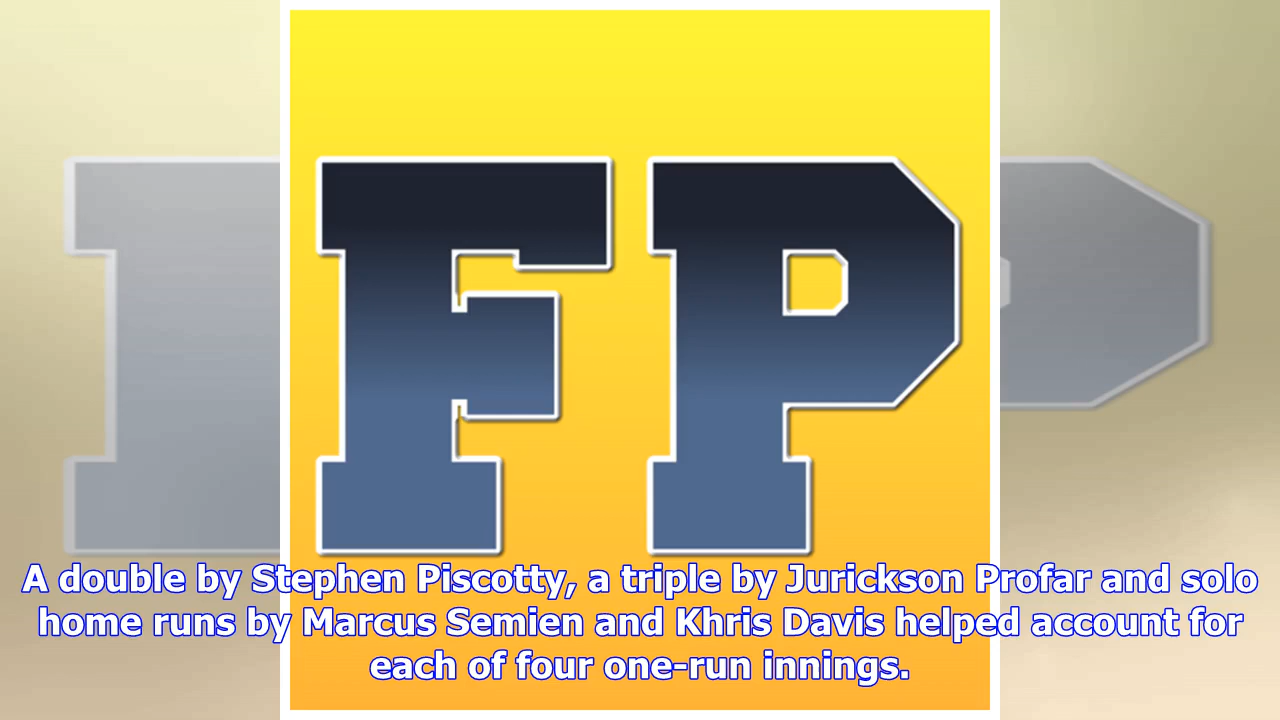 FP
A double by Stephen Piscotty, a triple by Jurickson Profar and solo
home runs by Marcus Semien and Khris Davis helped account for
each of four one-run innings.